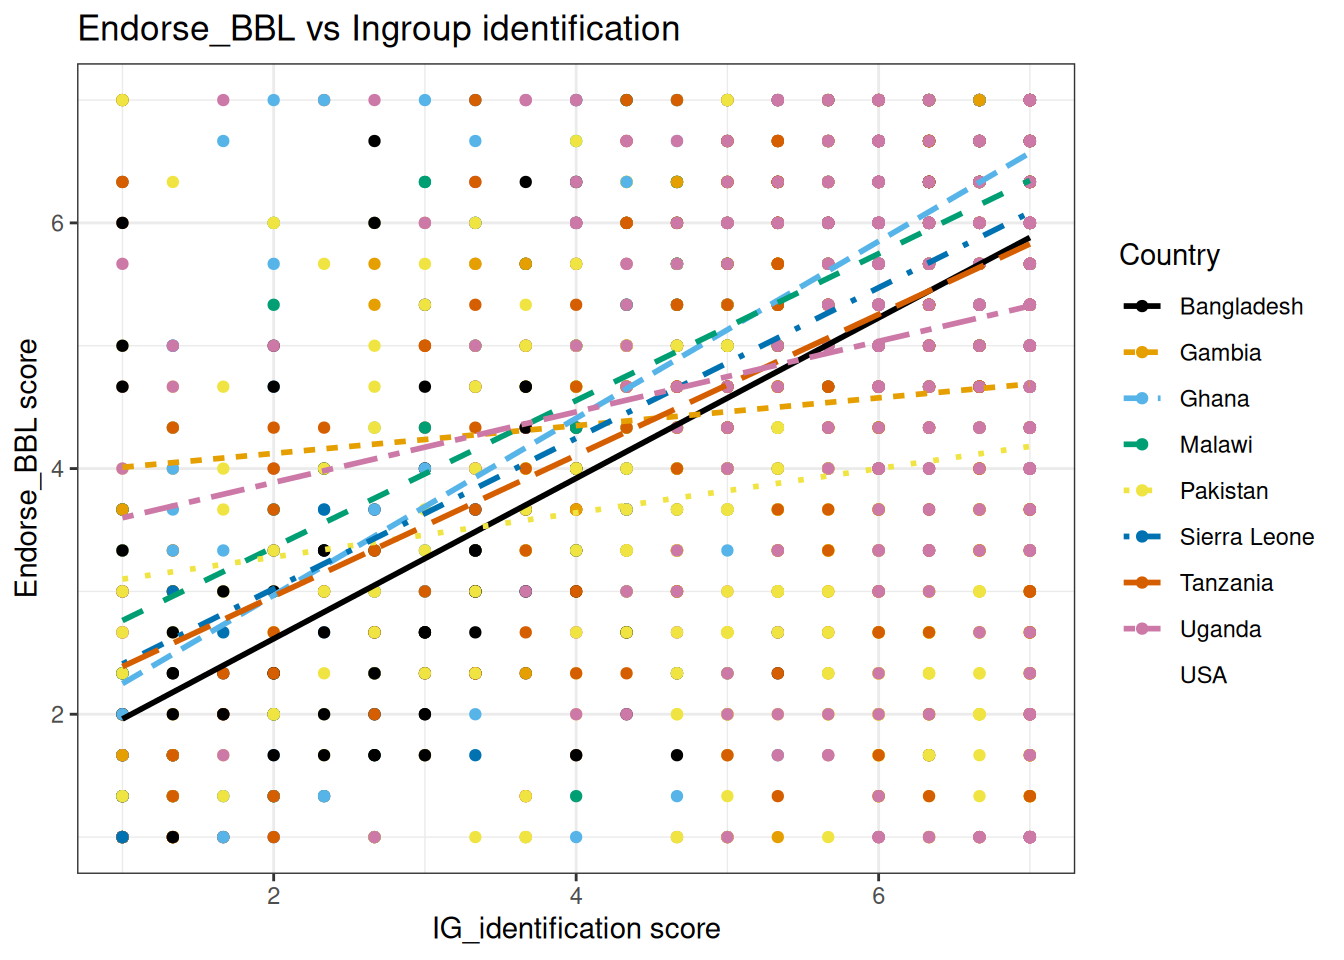 Endorse_BBL vs Ingroup identification
Endorse_BBL score
6
4
2
2
4
6
IG_identification score
Country
Bangladesh
Gambia
Ghana
Malawi
Pakistan
Sierra Leone
Tanzania
Uganda
USA